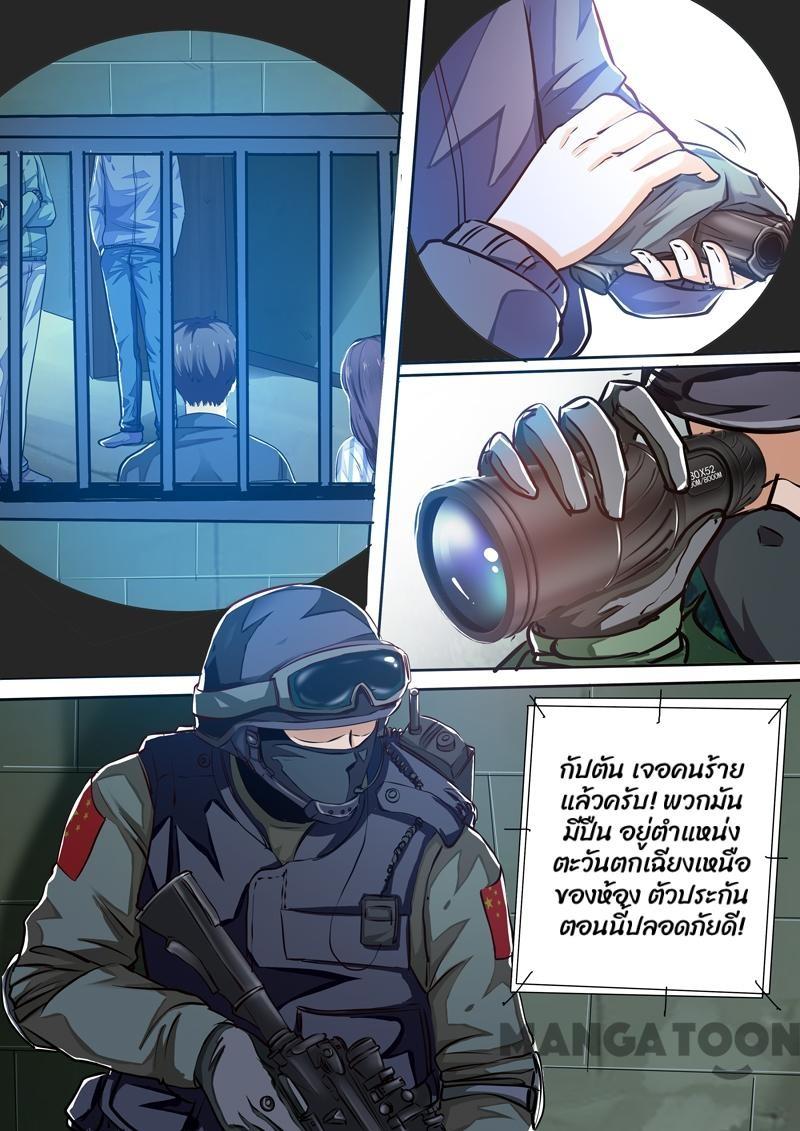 80X52
กัปตัน เจอคนร้าย
แล้วครับ! พวกมัน
มีปืน อยู่ตำแหน่ง
ตะวันตกเฉียงเหนือ
ของห้อง ตัวประกัน
ตอนนี้ปลอดภัยดี!
MANGATOON